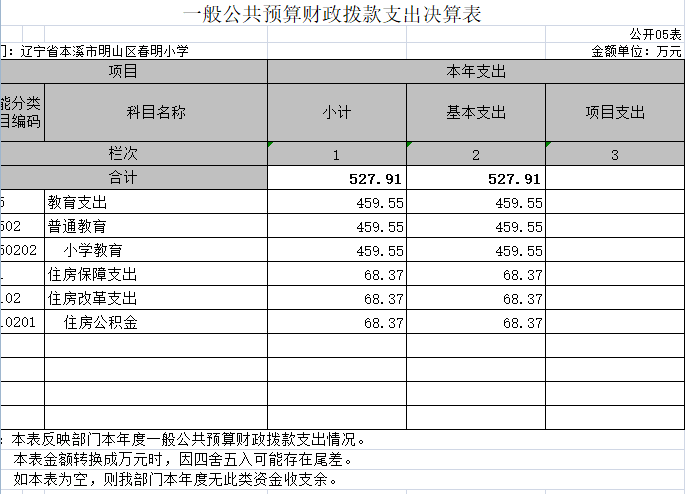 一般公共预算财政拨款支出决算表
公开05表
门：辽宁省本溪市明山区春明小学 金额单位：万元
项目 本年支出
能分类
目编码 科目名称 小计 基本支出 项目支出
栏次 1 2 3
合计 527.91 527.91
5 教育支出 459.55 459.55
502 普通教育 459.55 459.55
50202 小学教育 459.55 459.55
住房保障支出 68.37 68.37
102 住房改革支出 68.37 68.37
10201 住房公积金 68.37 68.37
：本表反映部门本年度一般公共预算财政拨款支出情况。
本表金额转换成万元时，因四舍五入可能存在尾差。
如本表为空，则我部门本年度无此类资金收支余。